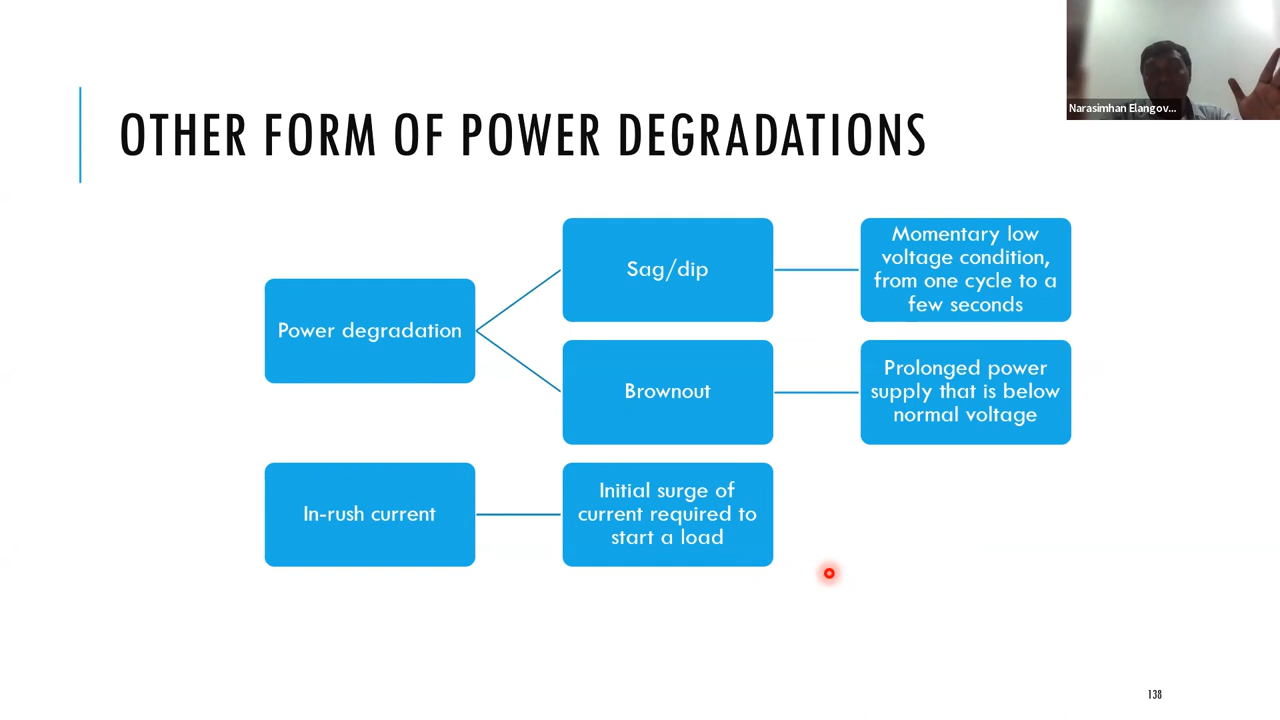 Narasimhan Elangov...
OTHER FORM OF POWER DEGRADATIONS
Power degradation
Sag/dip
Momentary low
voltage condition,
from one cycle to a
few seconds
Brownout
Prolonged power
supply that is below
normal voltage
In-rush current
Initial surge of
current required to
start a load
138